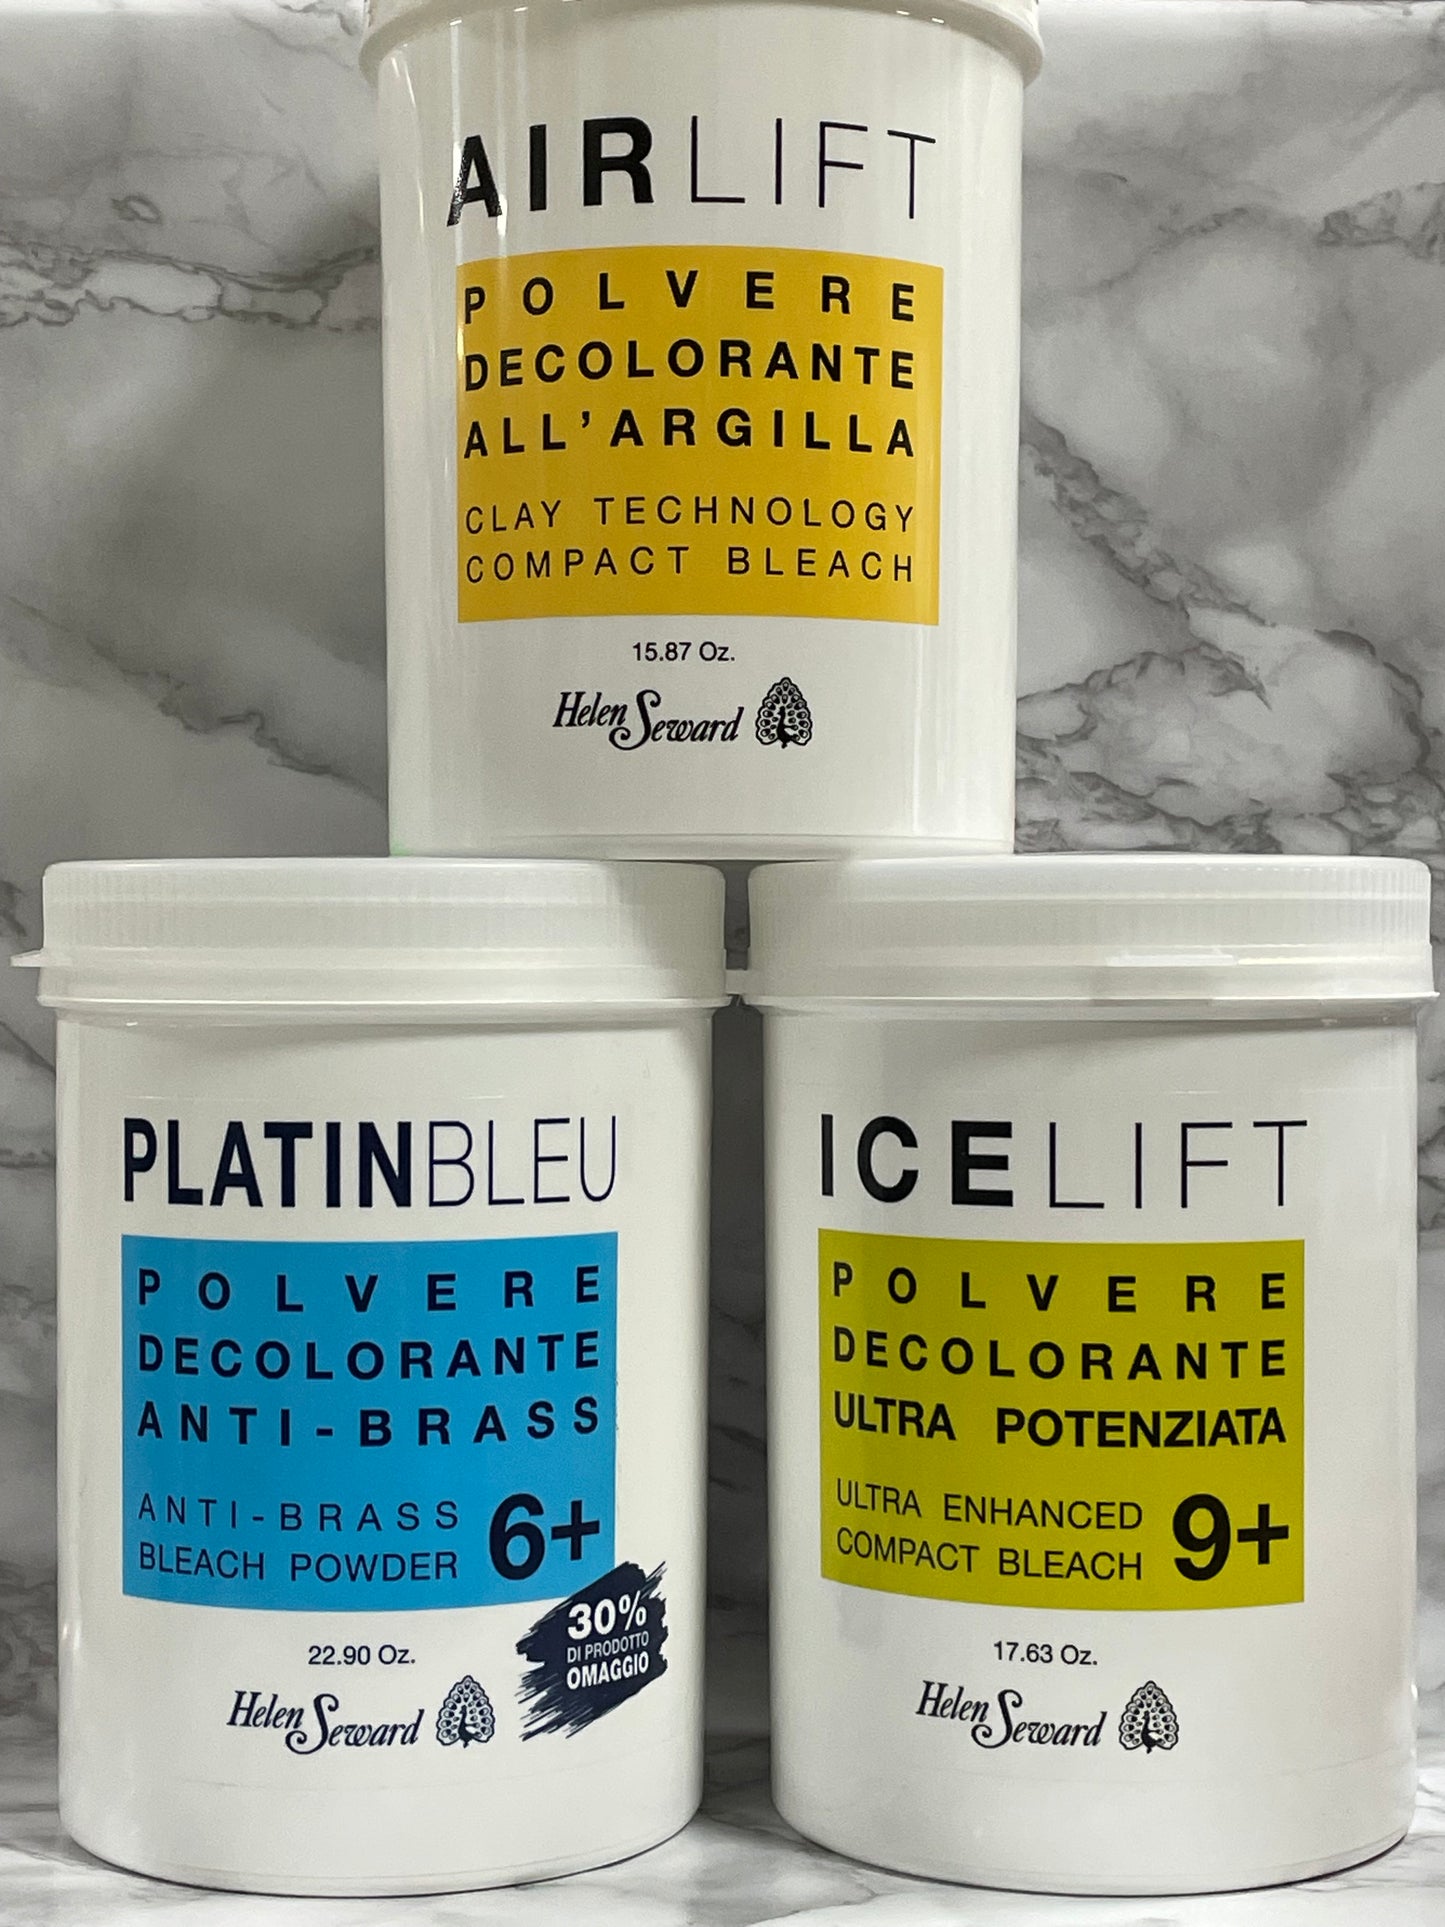 AIRLIFT
POLVERE
DECOLORANTE
ALL'ARGILLA
CLAY TECHNOLOGY
COMPACT BLEACH
15.87 Oz.
Helen Seward
PLATINBLEU
POLVERE
DECOLORANTE
ANTI-BRASS
ANTI-BRASS
BLEACH POWDER 6+
30%
DI PRODOTTO
OMAGGIO
22.90 Oz.
Helen Seward
ICELIFT
POLVERE
DECOLORANTE
ULTRA POTENZIATA
ULTRA ENHANCED
COMPACT BLEACH 9+
17.63 Oz.
Helen Seward